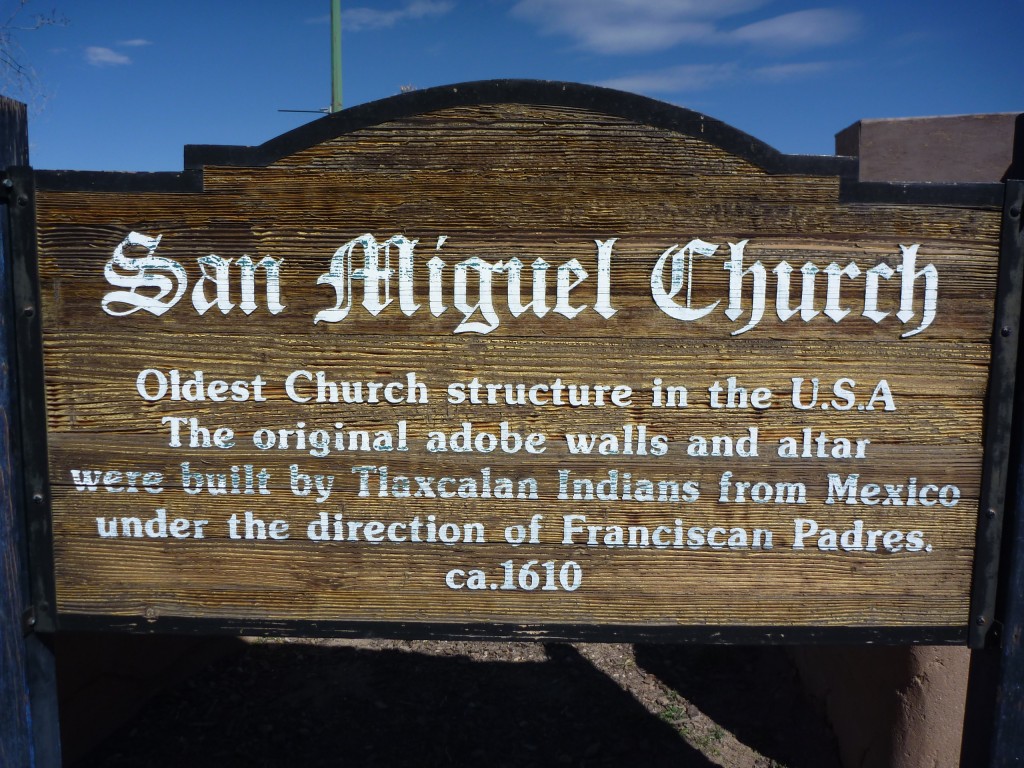 San Miguel Church
Oldest Church structure in the U.S.A
The original adobe walls and altar
were built by Tlaxcalan Indians from Mexico
under the direction of Franciscan Padres.
ca.1610